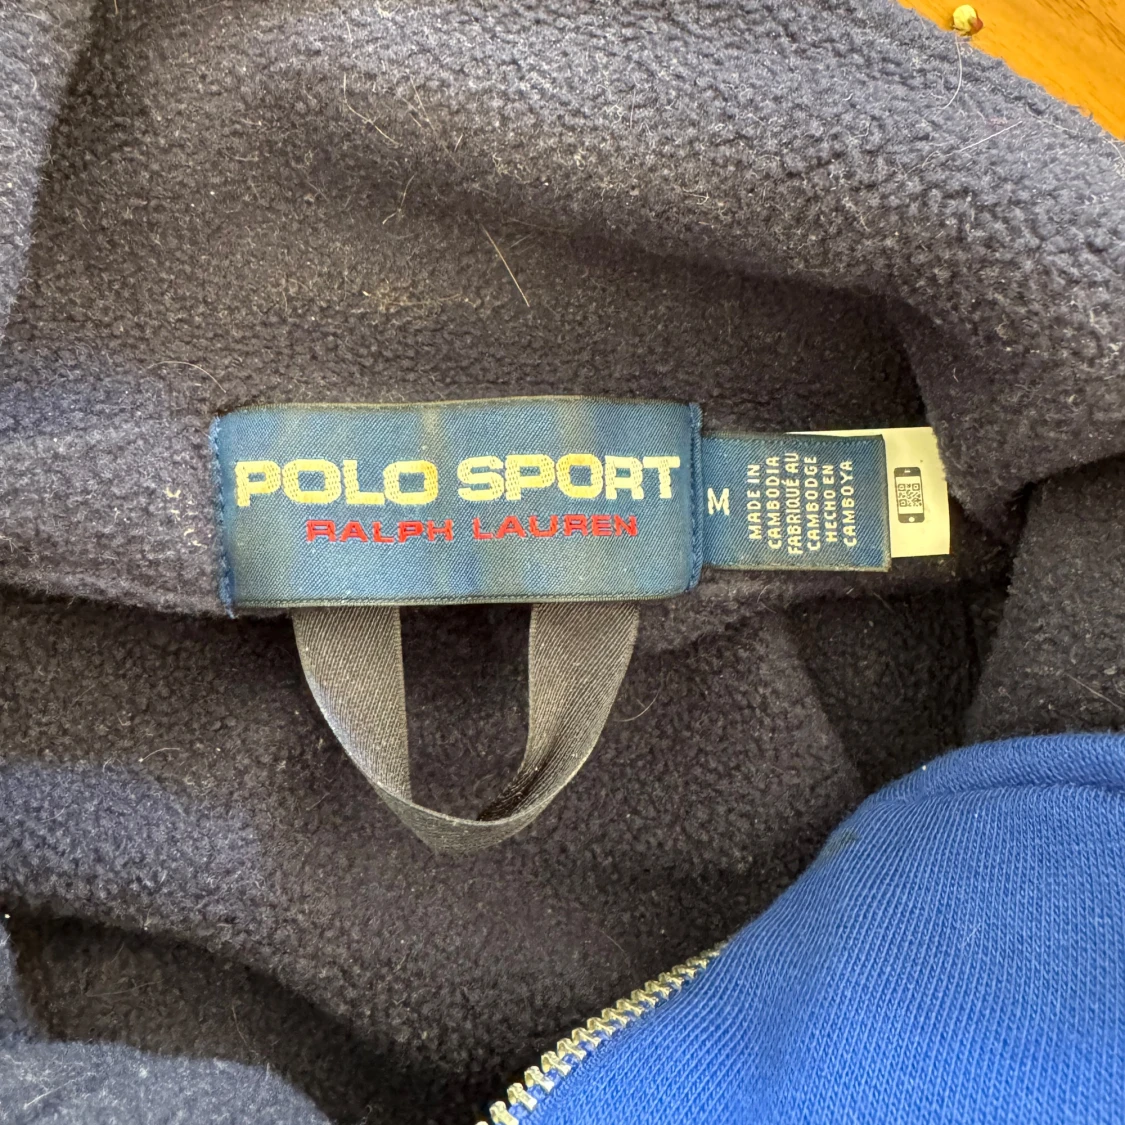 POLO SPORT
RALPH LAUREN
M
MADE IN
CAMBODIA
FABRIQUÉ AU
CAMBODGE
HECHO EN
CAMBOYA